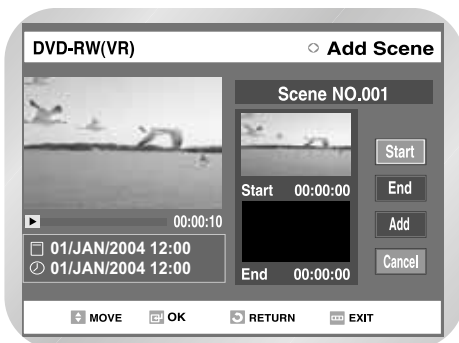 DVD-RW(VR)
Add Scene
Scene NO.001
Start 00:00:00
End 00:00:00
Start
End
Add
Cancel
00:00:10
01/JAN/2004 12:00
01/JAN/2004 12:00
MOVE OK RETURN EXIT